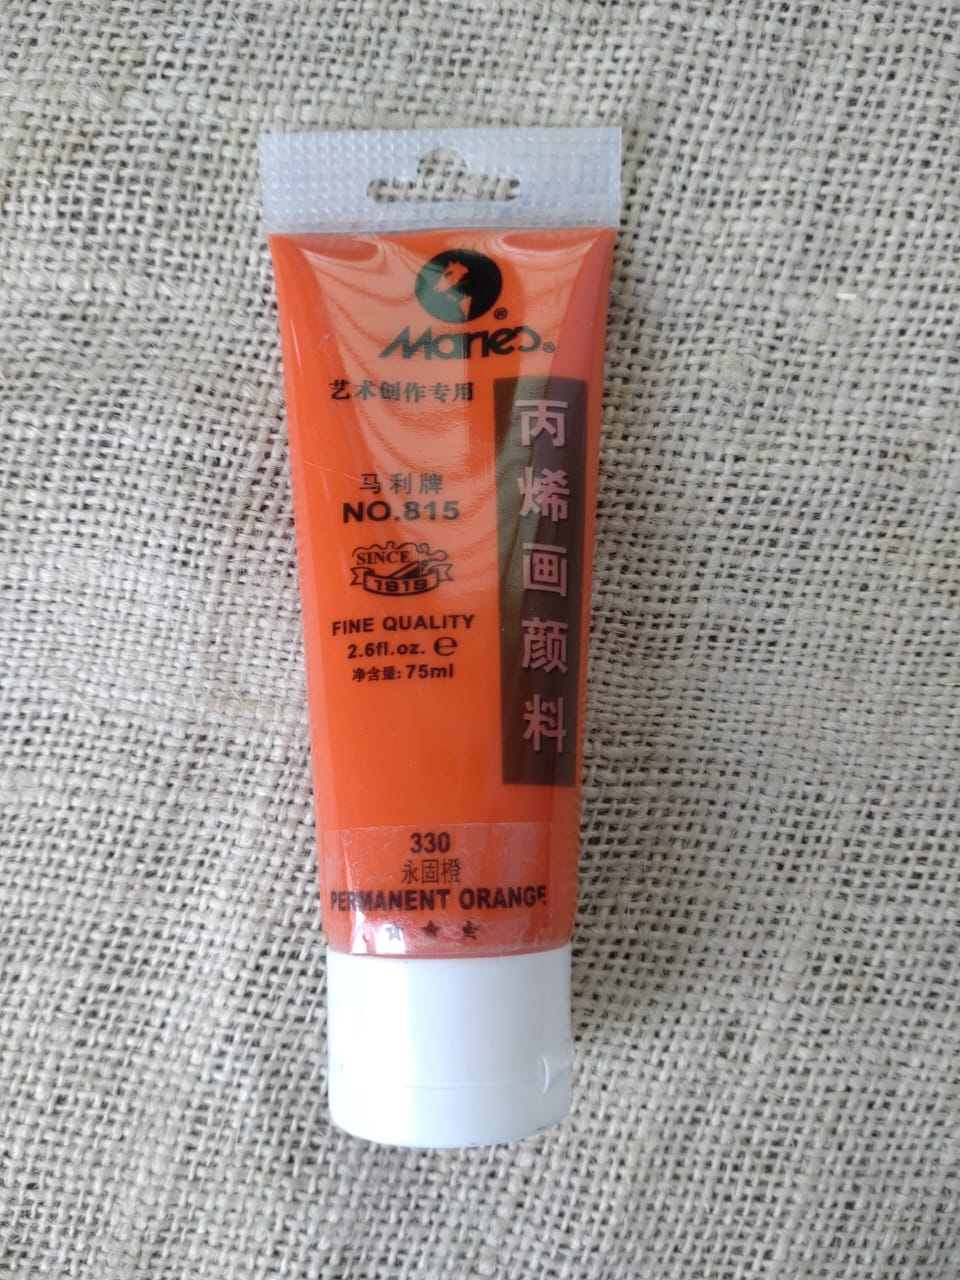 ®
Maries®
艺术创作专用
马利牌
NO.815
SINCE
1919
FINE QUALITY
2.6fl.oz. ℮
净含量: 75ml
丙烯画颜料
330
永固橙
PERMANENT ORANGE